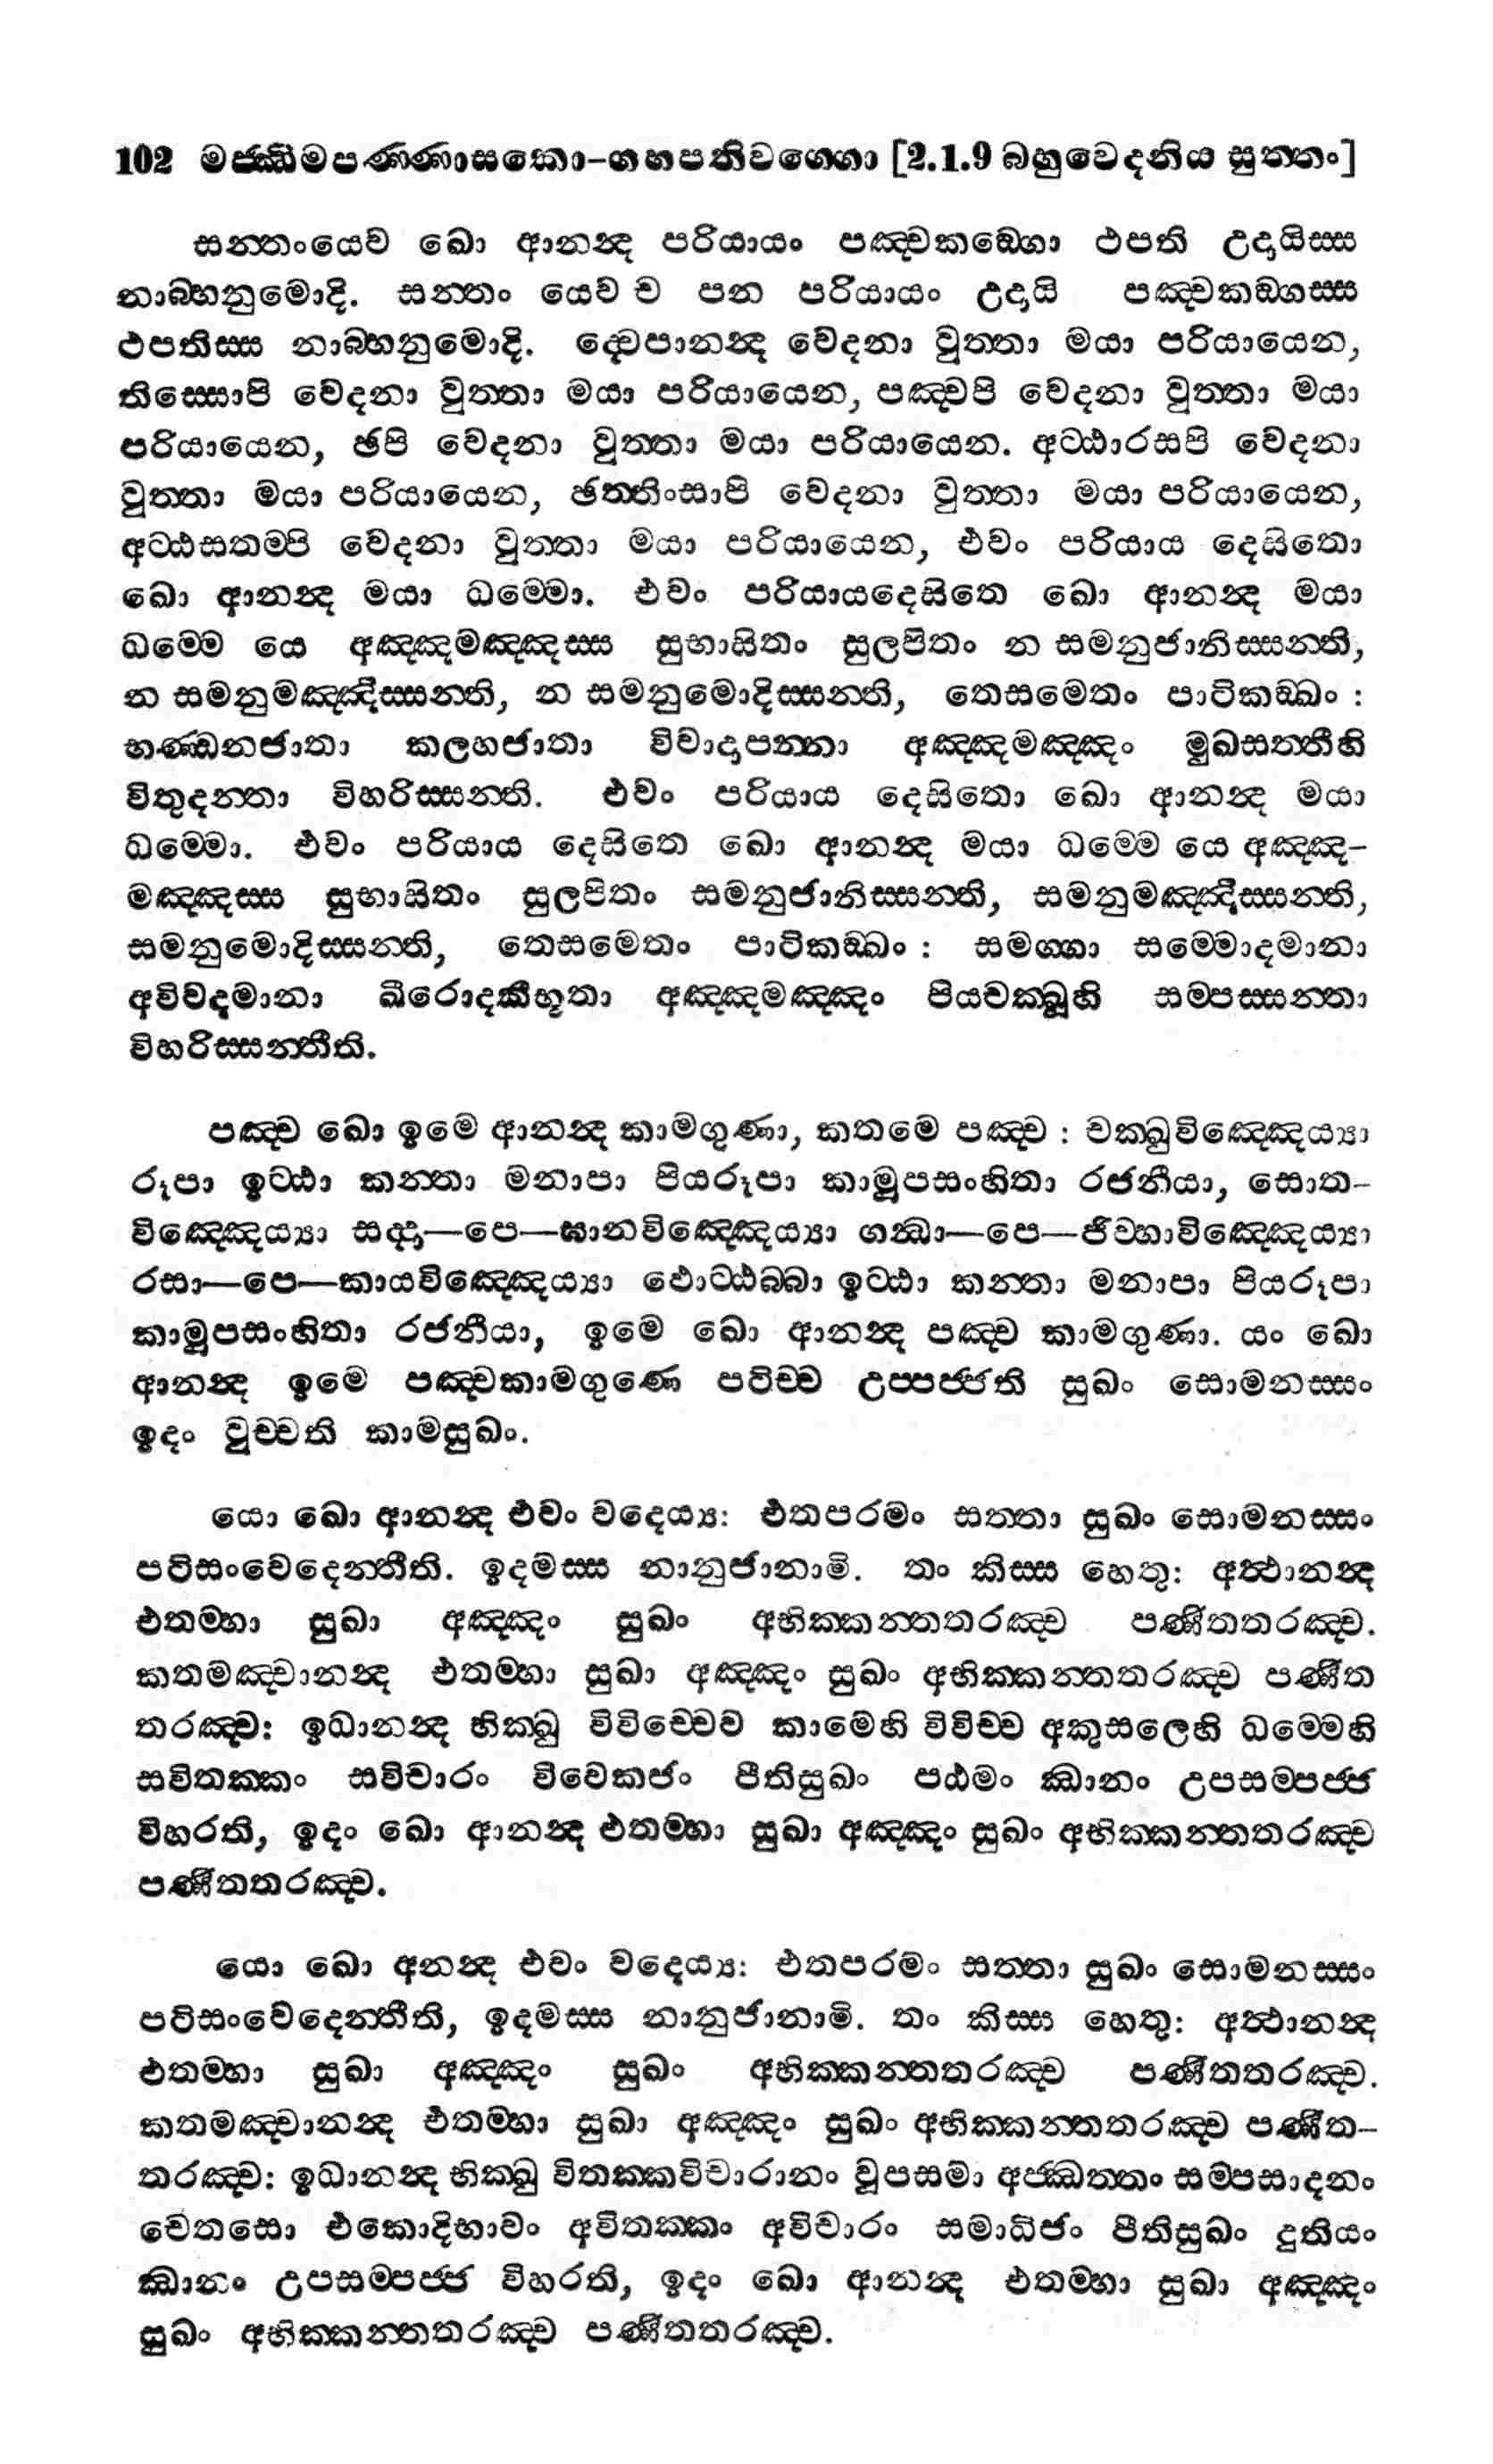 102 මජ්ඣිමපණ්ණාසකො-ගහපතිවග්ගො [2.1.9 බහුවෙදනිය සුත්තං]
සන්තංයෙව ඛො ආනන්ද පරියායං පඤ්චකඞ්ගො ථපති උදායිස්ස
නාබ්භනුමොදි. සන්තං යෙව ච පන පරියායං උදායි පඤ්චකඞ්ගස්ස
ථපතිස්ස නාබ්භනුමොදි. ද්වෙපානන්ද වේදනා වුත්තා මයා පරියායෙන,
තිස්සොපි වේදනා වුත්තා මයා පරියායෙන, පඤ්චපි වේදනා වුත්තා මයා
පරියායෙන, ඡපි වේදනා වුත්තා මයා පරියායෙන. අට්ඨාරසපි වේදනා
වුත්තා මයා පරියායෙන, ඡත්තිංසාපි වේදනා වුත්තා මයා පරියායෙන,
අට්ඨසතම්පි වේදනා වුත්තා මයා පරියායෙන, එවං පරියාය දෙසිතො
ඛො ආනන්ද මයා ධම්මො. එවං පරියායදෙසිතෙ ඛො ආනන්ද මයා
ධම්මෙ යෙ අඤ්ඤමඤ්ඤස්ස සුභාසිතං සුලපිතං න සමනුජානිස්සන්ති,
න සමනුමඤ්ඤිස්සන්ති, න සමනුමොදිස්සන්ති, තෙසමෙතං පාටිකඞ්ඛං :
භණ්ඩනජාතා කලහජාතා විවාදාපන්නා අඤ්ඤමඤ්ඤං මුඛසත්තීහි
විතුදන්තා විහරිස්සන්ති. එවං පරියාය දෙසිතො ඛො ආනන්ද මයා
ධම්මො. එවං පරියාය දෙසිතෙ ඛො ආනන්ද මයා ධම්මෙ යෙ අඤ්ඤ-
මඤ්ඤස්ස සුභාසිතං සුලපිතං සමනුජානිස්සන්ති, සමනුමඤ්ඤිස්සන්ති,
සමනුමොදිස්සන්ති, තෙසමෙතං පාටිකඞ්ඛං : සමග්ගා සම්මොදමානා
අවිවදමානා ඛීරොදකීභූතා අඤ්ඤමඤ්ඤං පියචක්ඛූහි සම්පස්සන්තා
විහරිස්සන්තීති.
පඤ්ච ඛො ඉමෙ ආනන්ද කාමගුණා, කතමෙ පඤ්ච : චක්ඛුවිඤ්ඤෙය්‍යා
රූපා ඉට්ඨා කන්තා මනාපා පියරූපා කාමූපසංහිතා රජනීයා, සොත-
විඤ්ඤෙය්‍යා සද්දා—පෙ—ඝානවිඤ්ඤෙය්‍යා ගන්ධා—පෙ—ජිව්හාවිඤ්ඤෙය්‍යා
රසා—පෙ—කායවිඤ්ඤෙය්‍යා ඵොට්ඨබ්බා ඉට්ඨා කන්තා මනාපා පියරූපා
කාමූපසංහිතා රජනීයා, ඉමෙ ඛො ආනන්ද පඤ්ච කාමගුණා. යං ඛො
ආනන්ද ඉමෙ පඤ්චකාමගුණෙ පටිච්ච උප්පජ්ජති සුඛං සොමනස්සං
ඉදං වුච්චති කාමසුඛං.
යො ඛො ආනන්ද එවං වදෙය්‍ය: එතපරමං සත්තා සුඛං සොමනස්සං
පටිසංවේදෙන්තීති. ඉදමස්ස නානුජානාමි. තං කිස්ස හෙතු: අත්ථානන්ද
එතම්හා සුඛා අඤ්ඤං සුඛං අභික්කන්තතරඤ්ච පණීතතරඤ්ච.
කතමඤ්චානන්ද එතම්හා සුඛා අඤ්ඤං සුඛං අභික්කන්තතරඤ්ච පණීත
තරඤ්ච: ඉධානන්ද භික්ඛු විවිච්චෙව කාමෙහි විවිච්ච අකුසලෙහි ධම්මෙහි
සවිතක්කං සවිචාරං විවෙකජං පීතිසුඛං පඨමං ඣානං උපසම්පජ්ජ
විහරති, ඉදං ඛො ආනන්ද එතම්හා සුඛා අඤ්ඤං සුඛං අභික්කන්තතරඤ්ච
පණීතතරඤ්ච.
යො ඛො අනන්ද එවං වදෙය්‍ය: එතපරමං සත්තා සුඛං සොමනස්සං
පටිසංවේදෙන්තීති, ඉදමස්ස නානුජානාමි. තං කිස්ස හෙතු: අත්ථානන්ද
එතම්හා සුඛා අඤ්ඤං සුඛං අභික්කන්තතරඤ්ච පණීතතරඤ්ච.
කතමඤ්චානන්ද එතම්හා සුඛා අඤ්ඤං සුඛං අභික්කන්තතරඤ්ච පණීත-
තරඤ්ච: ඉධානන්ද භික්ඛු විතක්කවිචාරානං වූපසමා අජ්ඣත්තං සම්පසාදනං
චෙතසො එකොදිභාවං අවිතක්කං අවිචාරං සමාධිජං පීතිසුඛං දුතියං
ඣානං උපසම්පජ්ජ විහරති, ඉදං ඛො ආනන්ද එතම්හා සුඛා අඤ්ඤං
සුඛං අභික්කන්තතරඤ්ච පණීතතරඤ්ච.